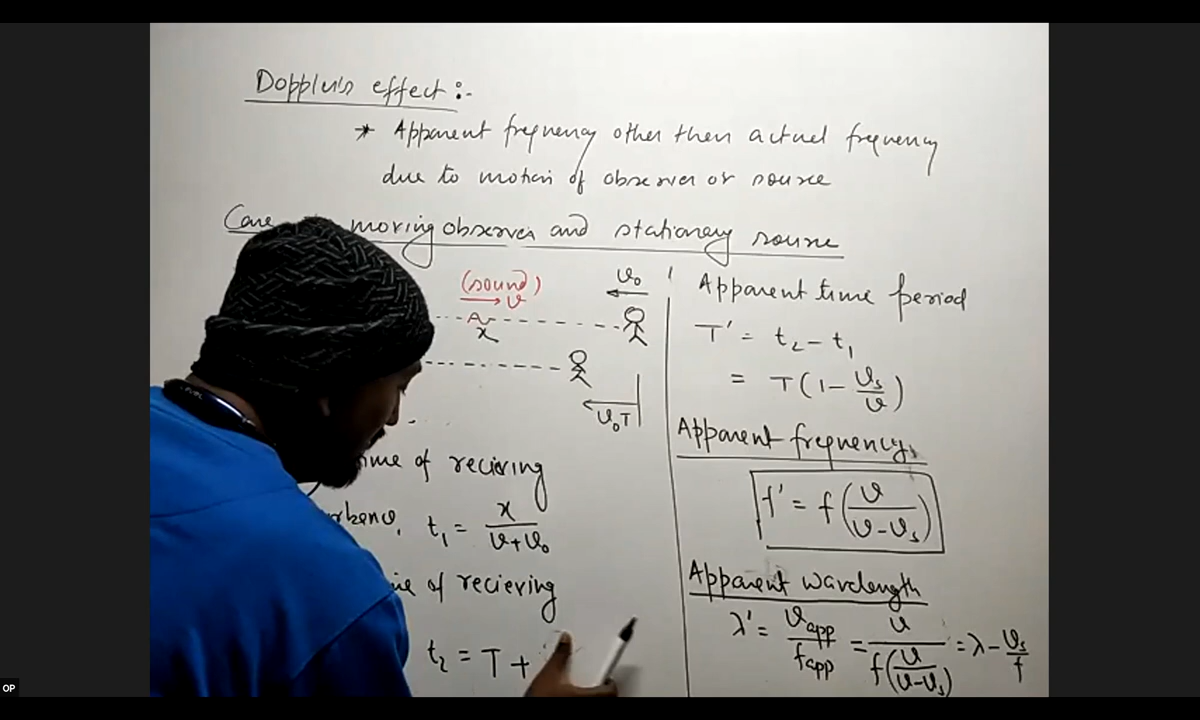 Doppler's effect :-
* Apparent frequency other then actual frequency
due to motion of observer or source
Case moving observer and stationary source
(sound)
v
x
v₀
v₀T
time of recieving
t₁ = x/(v+v₀)
of recieving
t₂ = T +
Apparent time period
T' = t₂ - t₁
= T(1 - vₛ/v)
Apparent frequency,
f' = f(v/(v-vₛ))
Apparent wavelength
λ' = v_app/f_app = v/(f(v/(v-vₛ))) = λ - vₛ/f
OP